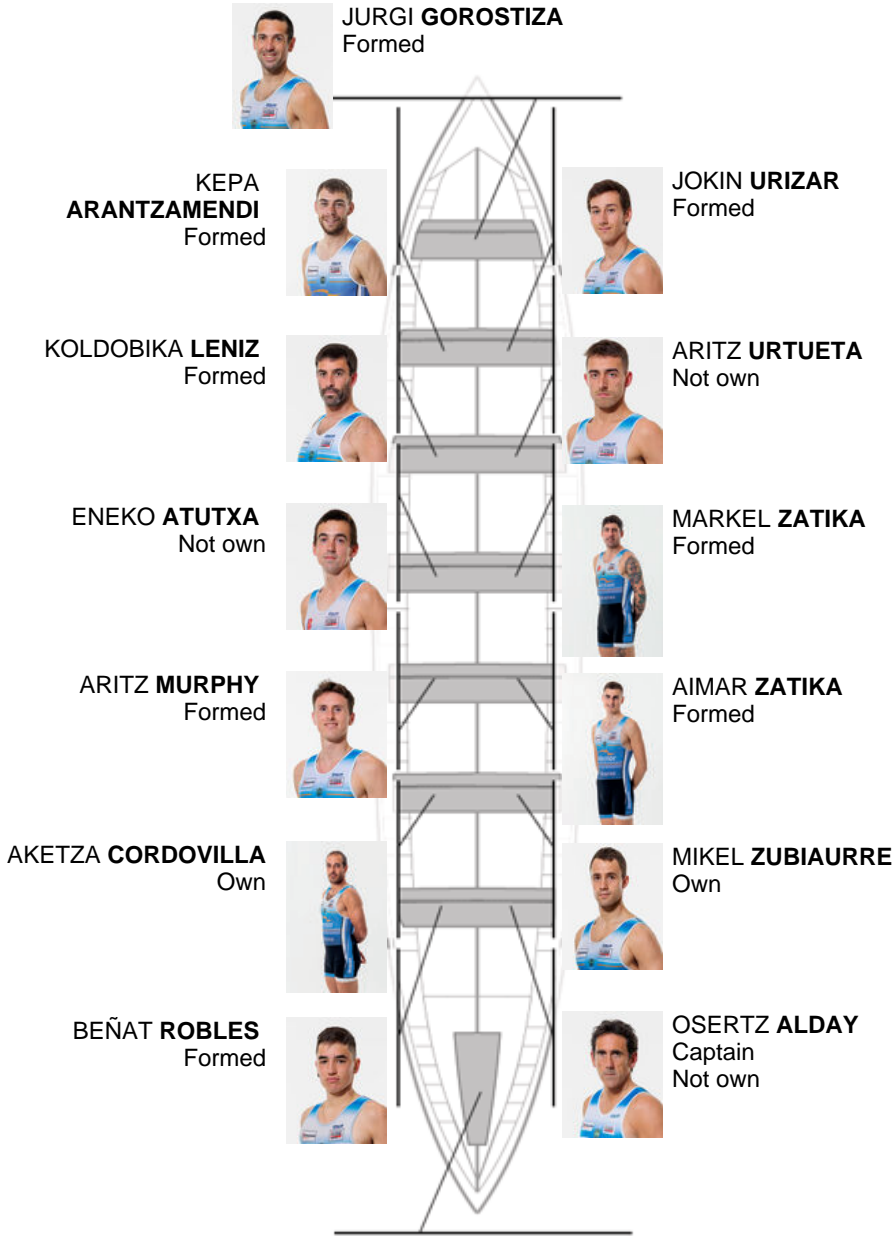 JURGI GOROSTIZA
Formed
KEPA
ARANTZAMENDI
Formed
JOKIN URIZAR
Formed
KOLDOBIKA LENIZ
Formed
ARITZ URTUETA
Not own
ENEKO ATUTXA
Not own
MARKEL ZATIKA
Formed
ARITZ MURPHY
Formed
AIMAR ZATIKA
Formed
AKETZA CORDOVILLA
Own
MIKEL ZUBIAURRE
Own
BEÑAT ROBLES
Formed
OSERTZ ALDAY
Captain
Not own